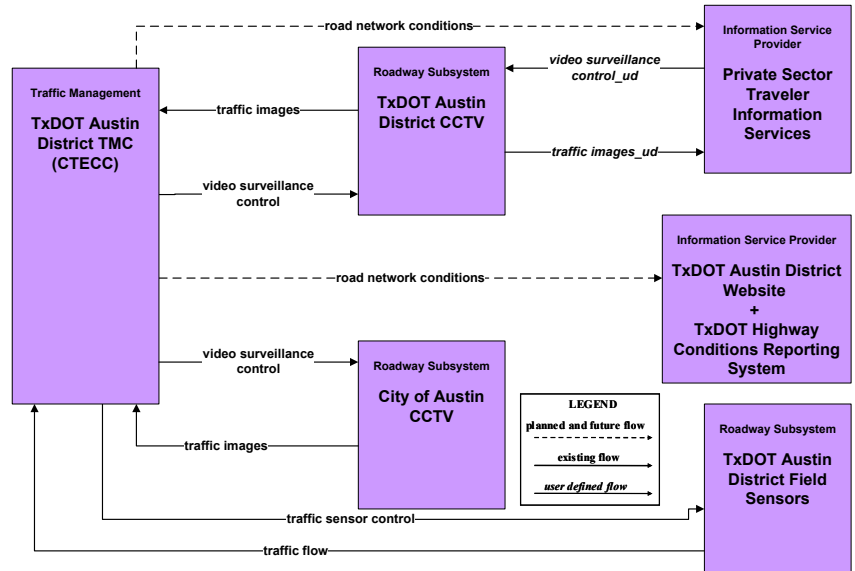 road network conditions
Information Service
Provider
Private Sector
Traveler
Information
Services
Traffic Management
TxDOT Austin
District TMC
(CTECC)
Roadway Subsystem
TxDOT Austin
District CCTV
video surveillance
control_ud
traffic images
traffic images_ud
video surveillance
control
Information Service Provider
TxDOT Austin District
Website
+
TxDOT Highway
Conditions Reporting
System
road network conditions
video surveillance
control
Roadway Subsystem
City of Austin
CCTV
traffic images
LEGEND
planned and future flow
existing flow
user defined flow
Roadway Subsystem
TxDOT Austin
District Field
Sensors
traffic sensor control
traffic flow